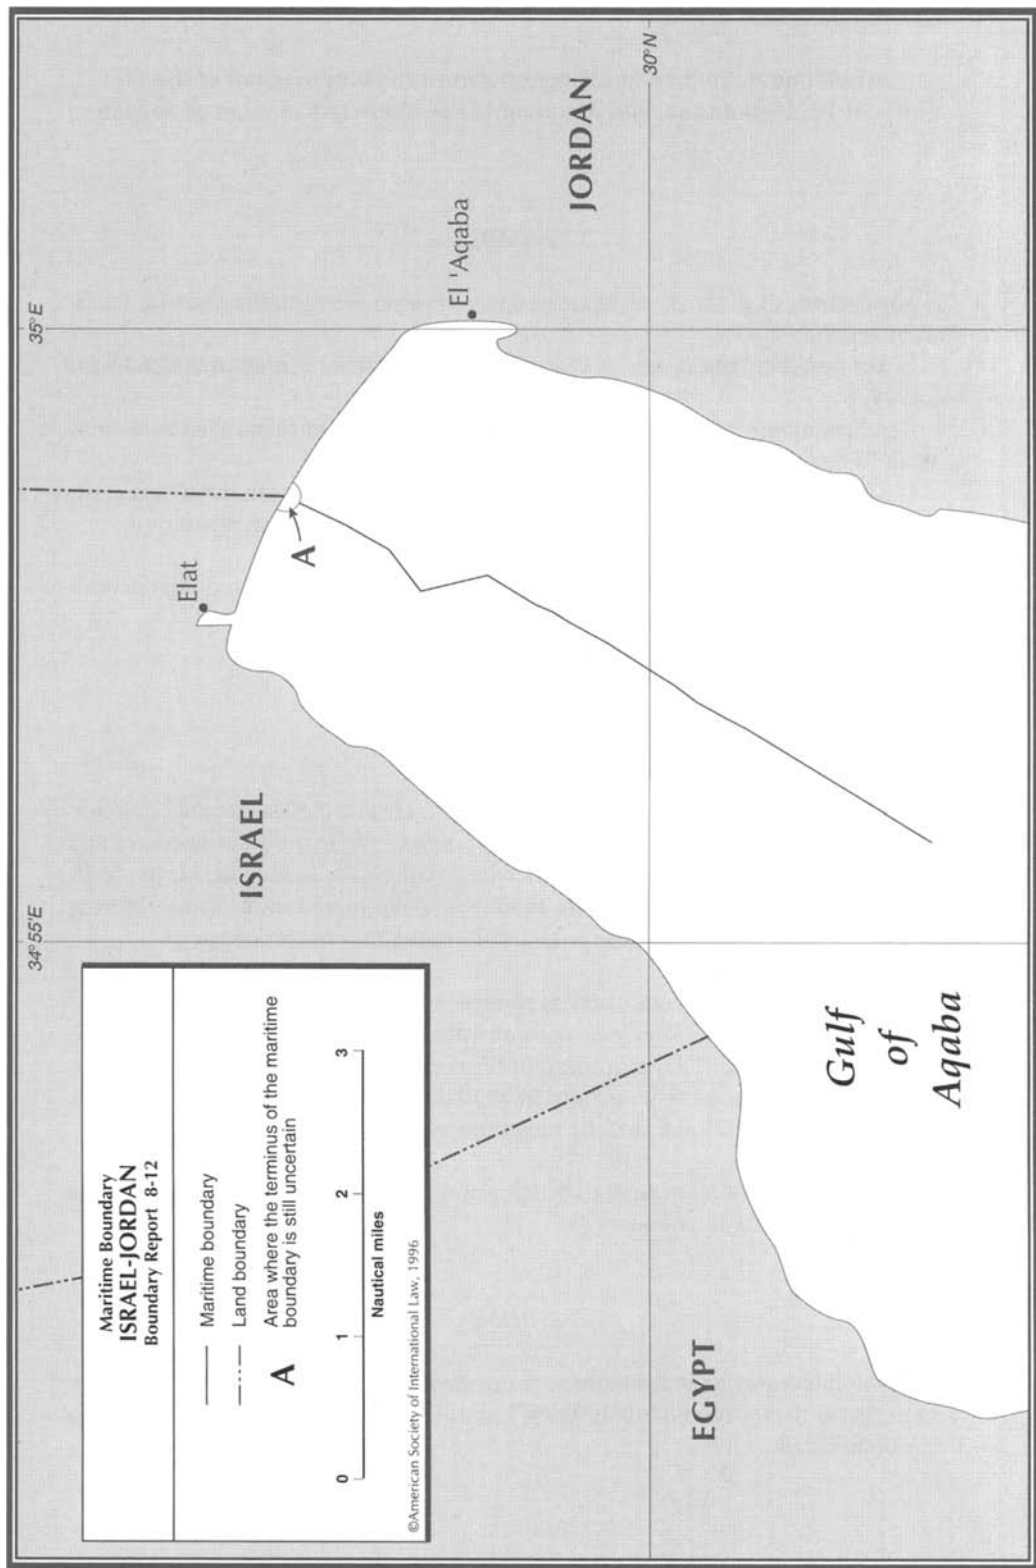 Maritime Boundary
ISRAEL-JORDAN
Boundary Report 8-12
Maritime boundary
Land boundary
A
Area where the terminus of the maritime
boundary is still uncertain
0 1 2 3
Nautical miles
©American Society of International Law, 1996
34°55'E
35°E
30°N
ISRAEL
Elat
A
El 'Aqaba
JORDAN
EGYPT
Gulf
of
Aqaba